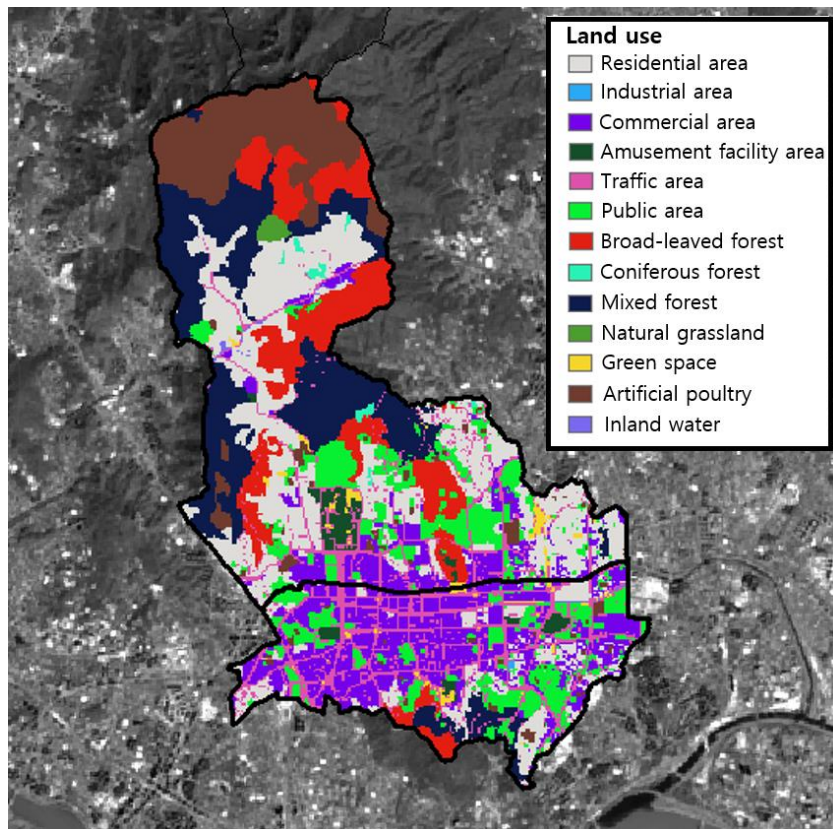 Land use
Residential area
Industrial area
Commercial area
Amusement facility area
Traffic area
Public area
Broad-leaved forest
Coniferous forest
Mixed forest
Natural grassland
Green space
Artificial poultry
Inland water